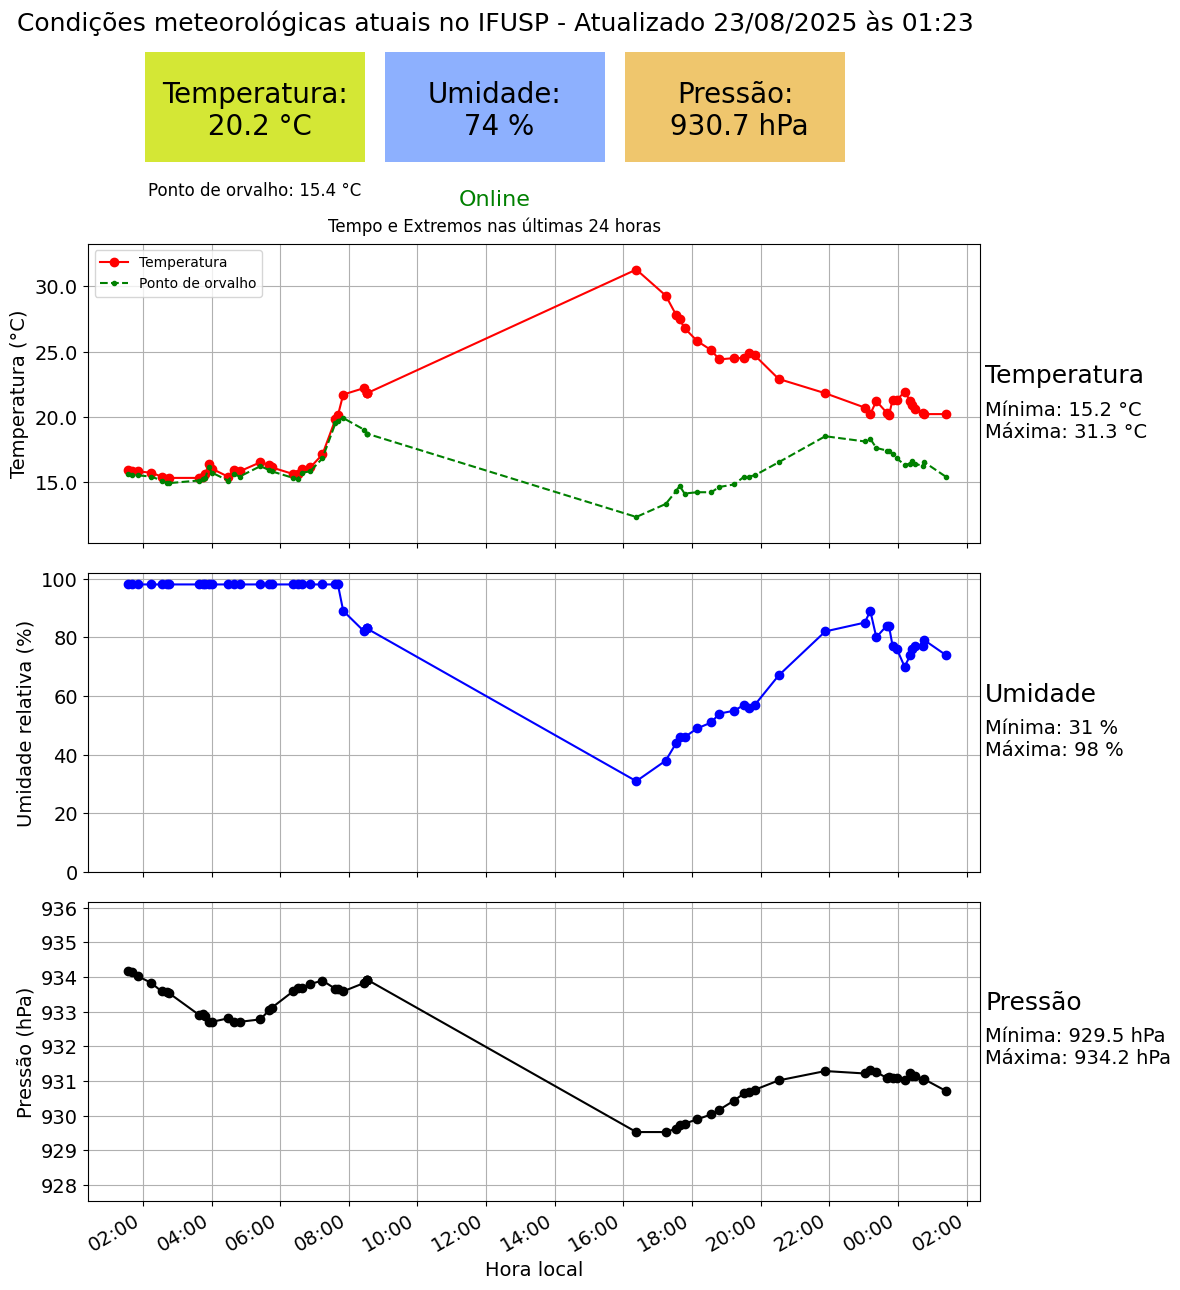 Condições meteorológicas atuais no IFUSP - Atualizado 23/08/2025 às 01:23
Temperatura:
20.2 °C
Umidade:
74 %
Pressão:
930.7 hPa
Ponto de orvalho: 15.4 °C
Online
Tempo e Extremos nas últimas 24 horas
Temperatura
Ponto de orvalho
Temperatura (°C)
30.0
25.0
20.0
15.0
Temperatura
Mínima: 15.2 °C
Máxima: 31.3 °C
Umidade relativa (%)
100
80
60
40
20
0
Umidade
Mínima: 31 %
Máxima: 98 %
Pressão (hPa)
936
935
934
933
932
931
930
929
928
Pressão
Mínima: 929.5 hPa
Máxima: 934.2 hPa
02:00
04:00
06:00
08:00
10:00
12:00
14:00
16:00
18:00
20:00
22:00
00:00
02:00
Hora local